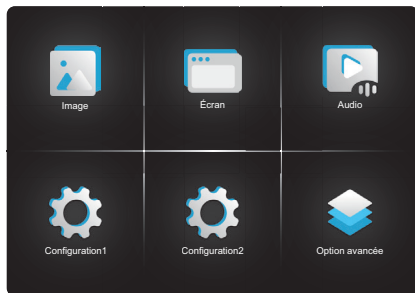 Image
Écran
Audio
Configuration1
Configuration2
Option avancée